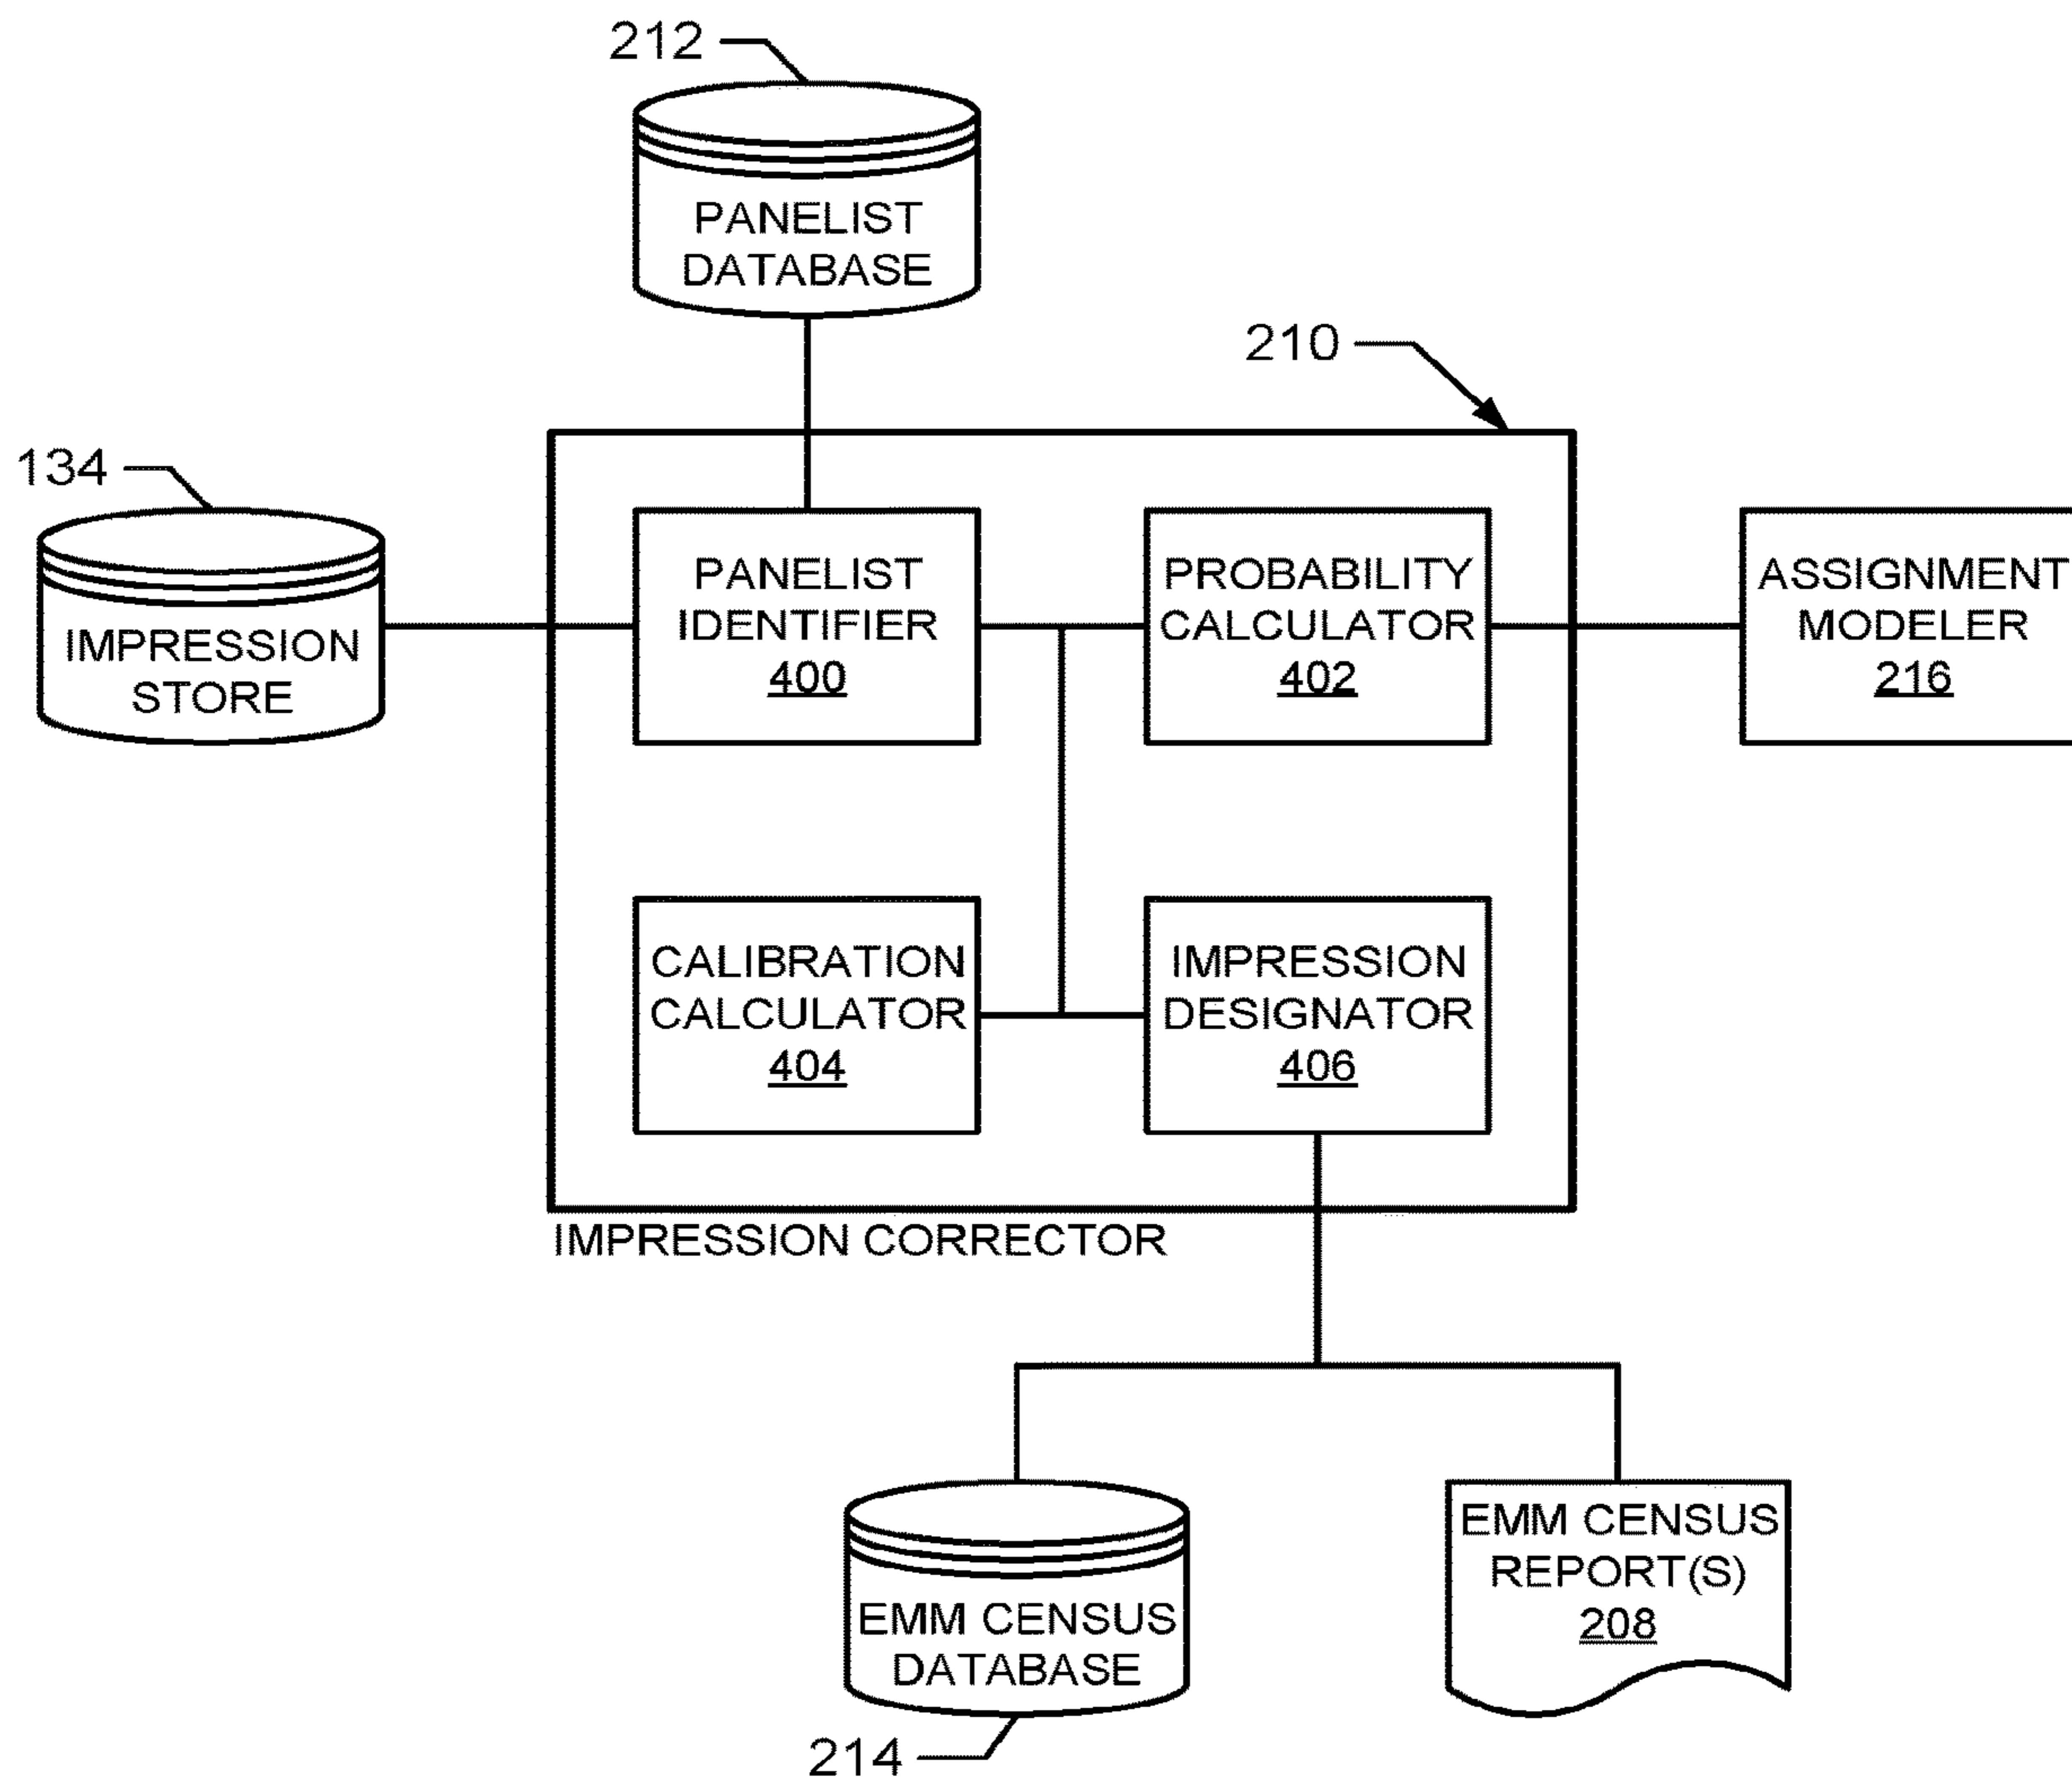 212
PANELIST
DATABASE
210
134
IMPRESSION
STORE
PANELIST
IDENTIFIER
400
PROBABILITY
CALCULATOR
402
ASSIGNMENT
MODELER
216
CALIBRATION
CALCULATOR
404
IMPRESSION
DESIGNATOR
406
IMPRESSION CORRECTOR
EMM CENSUS
DATABASE
214
EMM CENSUS
REPORT(S)
208